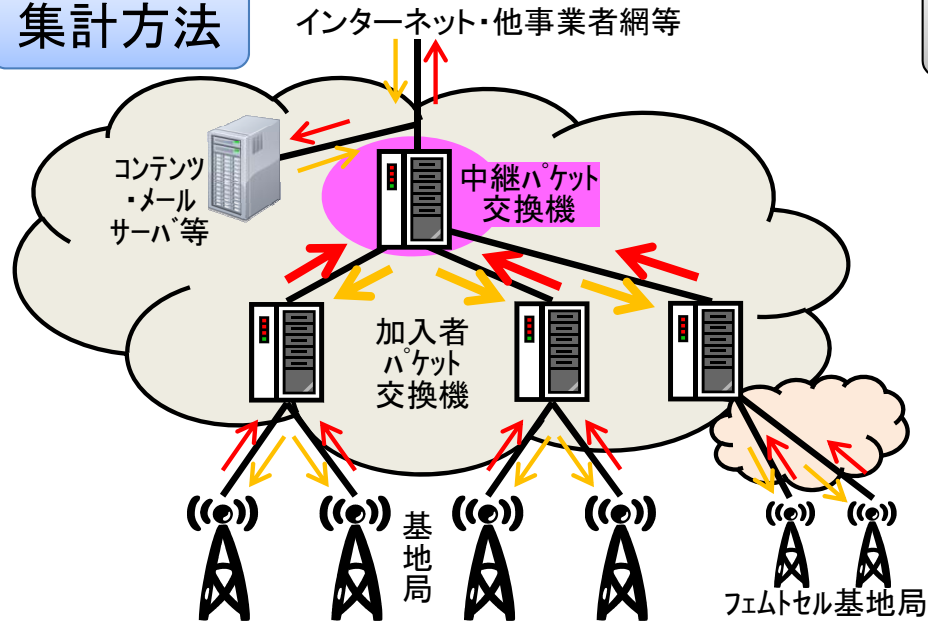 集計方法
インターネット・他事業者網等
コンテンツ
・メール
サーバ等
中継パケット
交換機
加入者
パケット
交換機
基
地
局
フェムトセル基地局